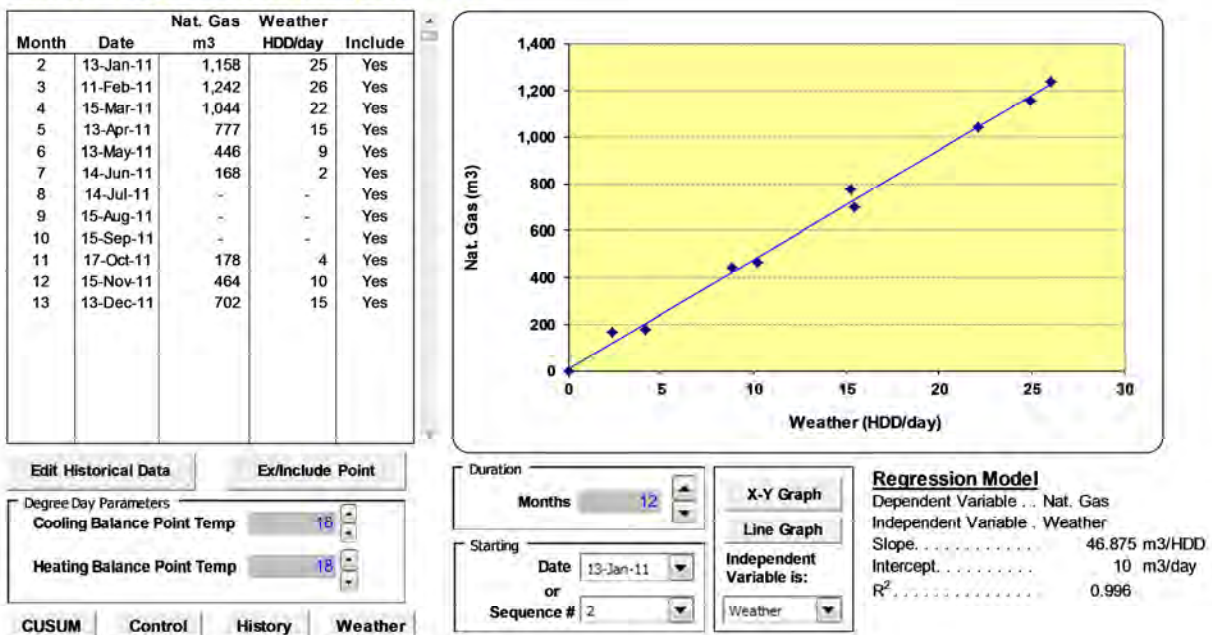 Nat. Gas Weather
Month Date m3 HDD/day Include
2 13-Jan-11 1,158 25 Yes
3 11-Feb-11 1,242 26 Yes
4 15-Mar-11 1,044 22 Yes
5 13-Apr-11 777 15 Yes
6 13-May-11 446 9 Yes
7 14-Jun-11 168 2 Yes
8 14-Jul-11 - - Yes
9 15-Aug-11 - - Yes
10 15-Sep-11 - - Yes
11 17-Oct-11 178 4 Yes
12 15-Nov-11 464 10 Yes
13 13-Dec-11 702 15 Yes
1,400
1,200
1,000
800
600
400
200
0
Nat. Gas (m3)
0 5 10 15 20 25 30
Weather (HDD/day)
Edit Historical Data Ex/Include Point
Degree Day Parameters
Cooling Balance Point Temp
Heating Balance Point Temp 18
CUSUM Control History Weather
Duration
Months 12
Starting
Date 13-Jan-11
or
Sequence # 2
X-Y Graph
Line Graph
Independent
Variable is:
Weather
Regression Model
Dependent Variable . . Nat. Gas
Independent Variable . Weather
Slope. . . . . . . . . . . . . 46.875 m3/HDD
Intercept. . . . . . . . . . 10 m3/day
R². . . . . . . . . . . . . . . 0.996